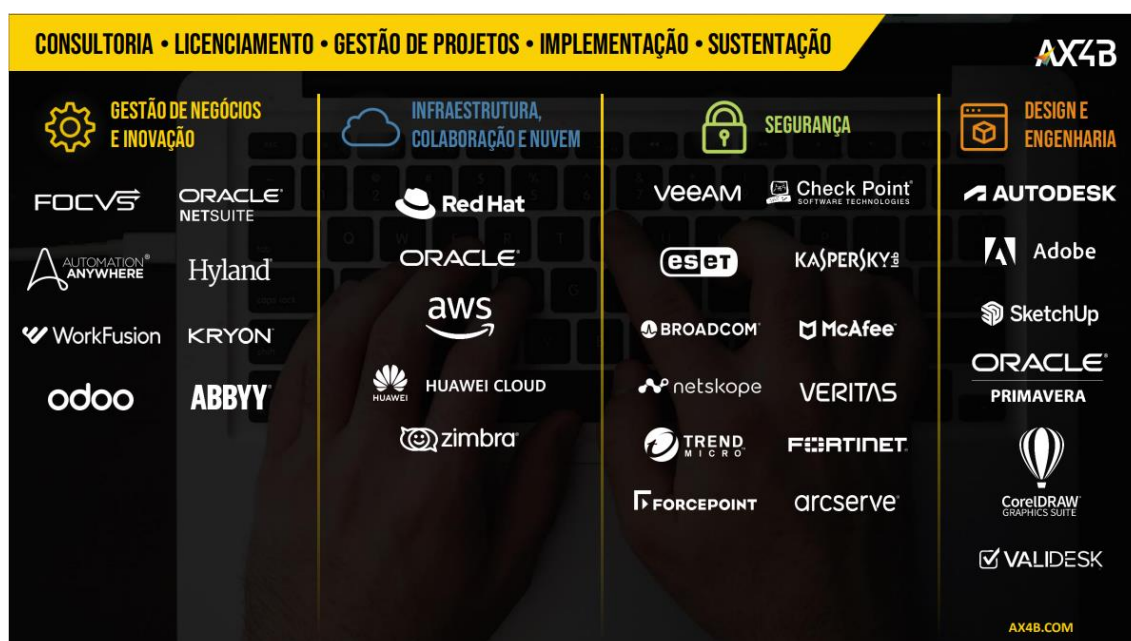 CONSULTORIA • LICENCIAMENTO • GESTÃO DE PROJETOS • IMPLEMENTAÇÃO • SUSTENTAÇÃO
AX4B
GESTÃO DE NEGÓCIOS
E INOVAÇÃO
FOCVS
ORACLE
NETSUITE
AUTOMATION
ANYWHERE
Hyland
WorkFusion
KRYON
odoo
ABBYY
INFRAESTRUTURA,
COLABORAÇÃO E NUVEM
Red Hat
ORACLE
aws
HUAWEI
HUAWEI CLOUD
zimbra
SEGURANÇA
veeAM
Check Point
SOFTWARE TECHNOLOGIES
eseT
KASPERSKY lab
BROADCOM
McAfee
netskope
VERITAS
TREND
MICRO
FORTINET
FORCEPOINT
arcserve
DESIGN E
ENGENHARIA
AUTODESK
Adobe
SketchUp
ORACLE
PRIMAVERA
CorelDRAW
GRAPHICS SUITE
VALIDESK
AX4B.COM